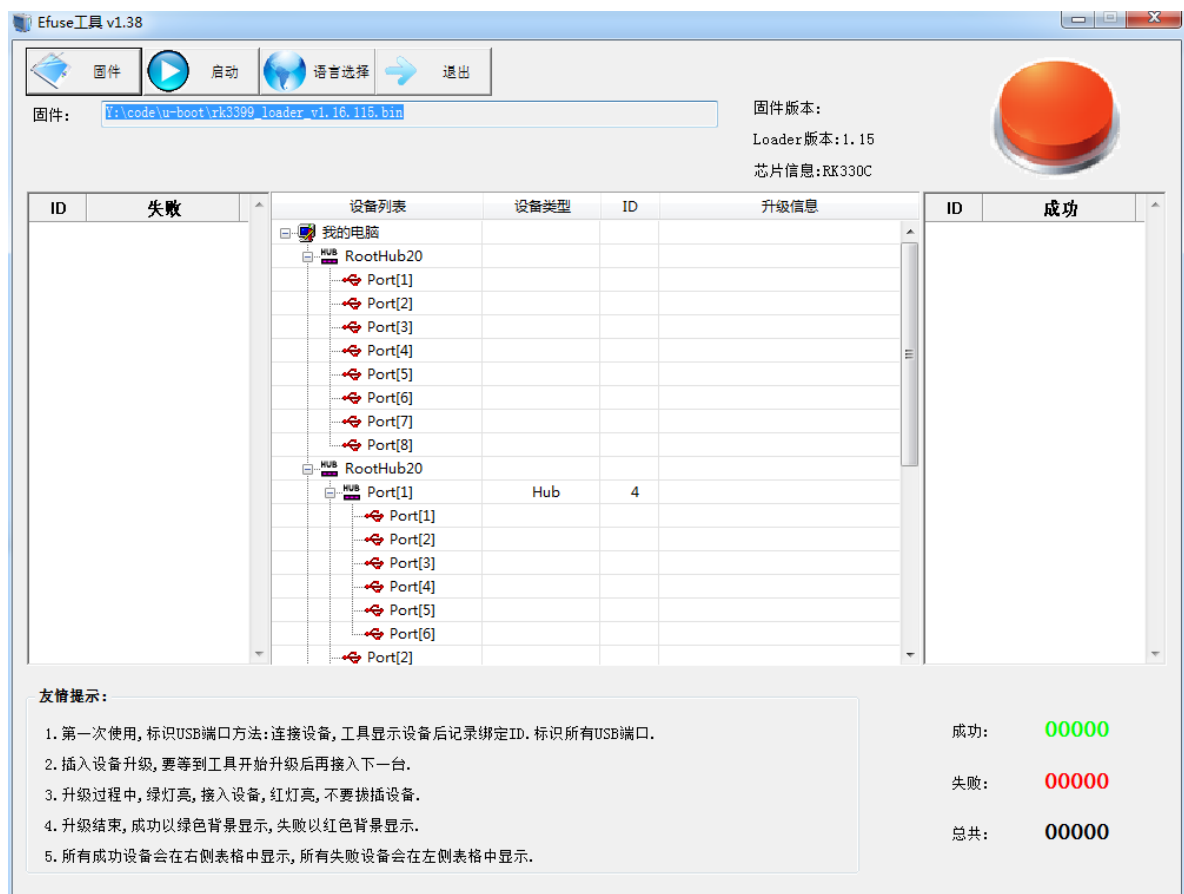 Efuse工具 v1.38
固件 启动 语言选择 退出
固件: Y:\code\u-boot\rk3399_loader_v1.16.115.bin
固件版本:
Loader版本:1.15
芯片信息:RK330C
ID 失败
设备列表 设备类型 ID 升级信息
ID 成功
我的电脑
HUB RootHub20
Port[1]
Port[2]
Port[3]
Port[4]
Port[5]
Port[6]
Port[7]
Port[8]
HUB RootHub20
HUB Port[1] Hub 4
Port[1]
Port[2]
Port[3]
Port[4]
Port[5]
Port[6]
Port[2]
友情提示:
1.第一次使用,标识USB端口方法:连接设备,工具显示设备后记录绑定ID.标识所有USB端口.
2.插入设备升级,要等到工具开始升级后再接入下一台.
3.升级过程中,绿灯亮,接入设备,红灯亮,不要拔插设备.
4.升级结束,成功以绿色背景显示,失败以红色背景显示.
5.所有成功设备会在右侧表格中显示,所有失败设备会在左侧表格中显示.
成功: 00000
失败: 00000
总共: 00000